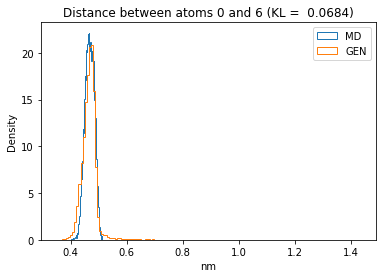 Distance between atoms 0 and 6 (KL =  0.0684)
MD
GEN
Density
20
15
10
5
0
0.4 0.6 0.8 1.0 1.2 1.4
nm